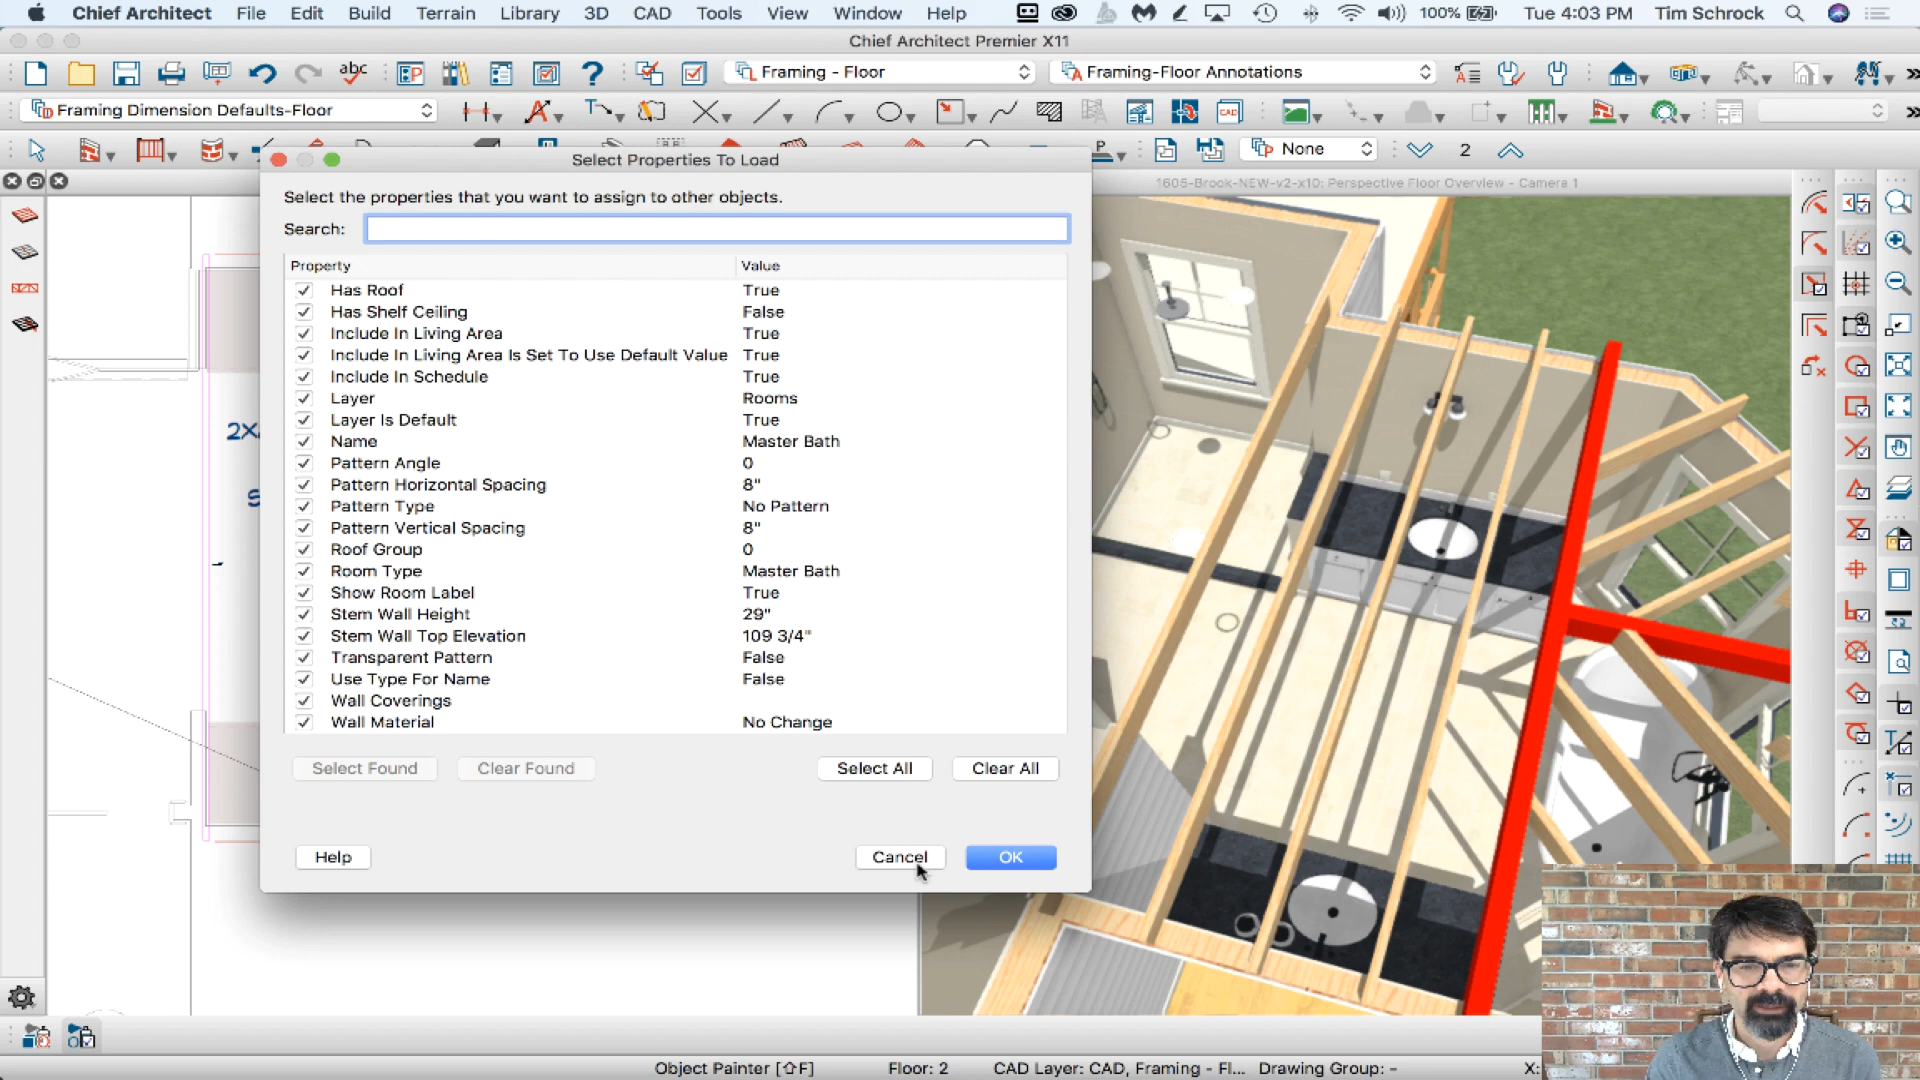 Chief Architect File Edit Build Terrain Library 3D CAD Tools View Window Help 100% Tue 4:03 PM Tim Schrock
Chief Architect Premier X11
abc Framing - Floor Framing-Floor Annotations
Framing Dimension Defaults-Floor CAD
None 2
Select Properties To Load
1605-Brook-NEW-v2-x10: Perspective Floor Overview - Camera 1
Select the properties that you want to assign to other objects.
Search:
Property Value
Has Roof True
Has Shelf Ceiling False
Include In Living Area True
Include In Living Area Is Set To Use Default Value True
Include In Schedule True
Layer Rooms
Layer Is Default True
Name Master Bath
Pattern Angle 0
Pattern Horizontal Spacing 8"
Pattern Type No Pattern
Pattern Vertical Spacing 8"
Roof Group 0
Room Type Master Bath
Show Room Label True
Stem Wall Height 29"
Stem Wall Top Elevation 109 3/4"
Transparent Pattern False
Use Type For Name False
Wall Coverings
Wall Material No Change
Select Found Clear Found Select All Clear All
Help Cancel OK
Object Painter [⇧F] Floor: 2 CAD Layer: CAD, Framing - Fl... Drawing Group: - X: